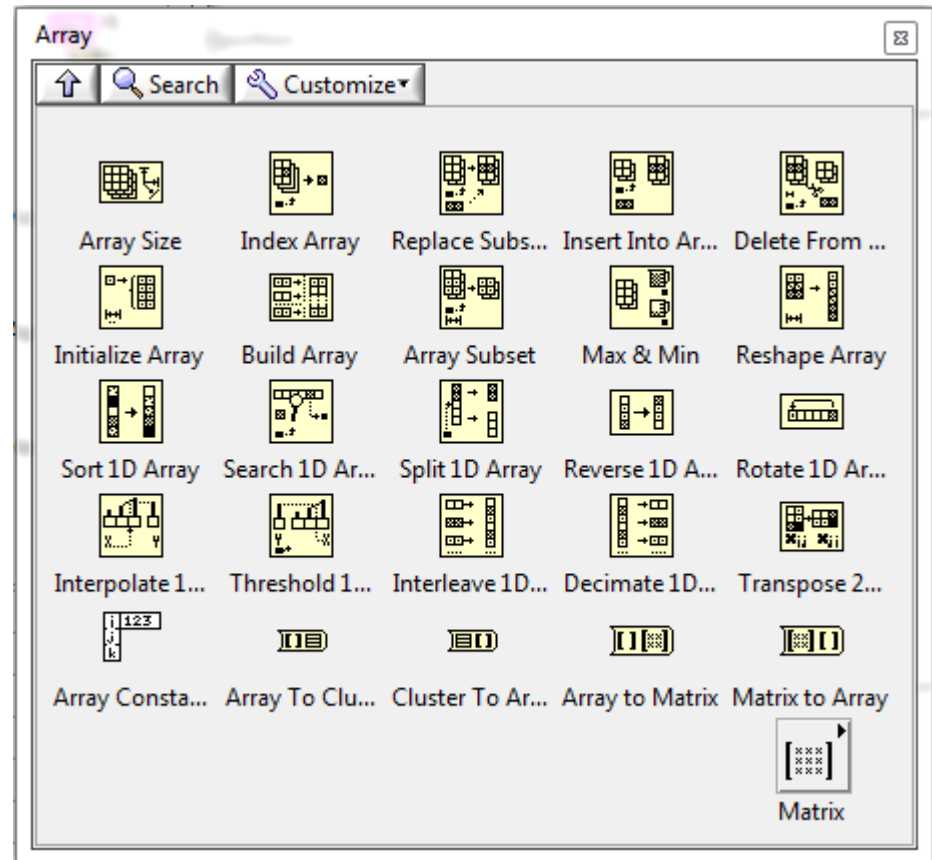 Array
Search Customize
Array Size Index Array Replace Subs... Insert Into Ar... Delete From ...
Initialize Array Build Array Array Subset Max & Min Reshape Array
Sort 1D Array Search 1D Ar... Split 1D Array Reverse 1D A... Rotate 1D Ar...
Interpolate 1... Threshold 1... Interleave 1D... Decimate 1D... Transpose 2...
Array Consta... Array To Clu... Cluster To Ar... Array to Matrix Matrix to Array
Matrix